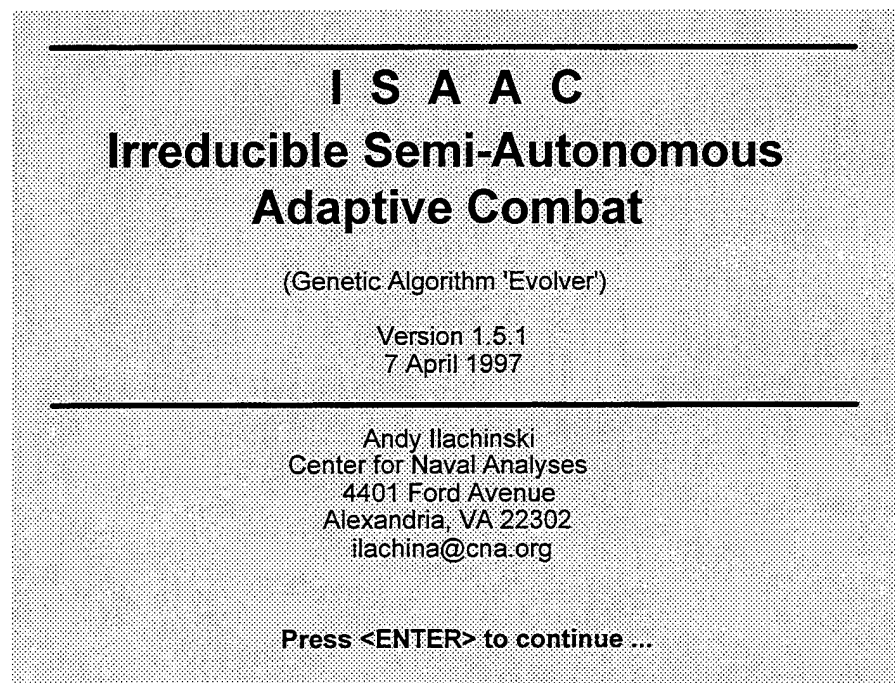 I S A A C
Irreducible Semi-Autonomous
Adaptive Combat
(Genetic Algorithm 'Evolver')
Version 1.5.1
7 April 1997
Andy Ilachinski
Center for Naval Analyses
4401 Ford Avenue
Alexandria, VA 22302
ilachina@cna.org
Press <ENTER> to continue ...